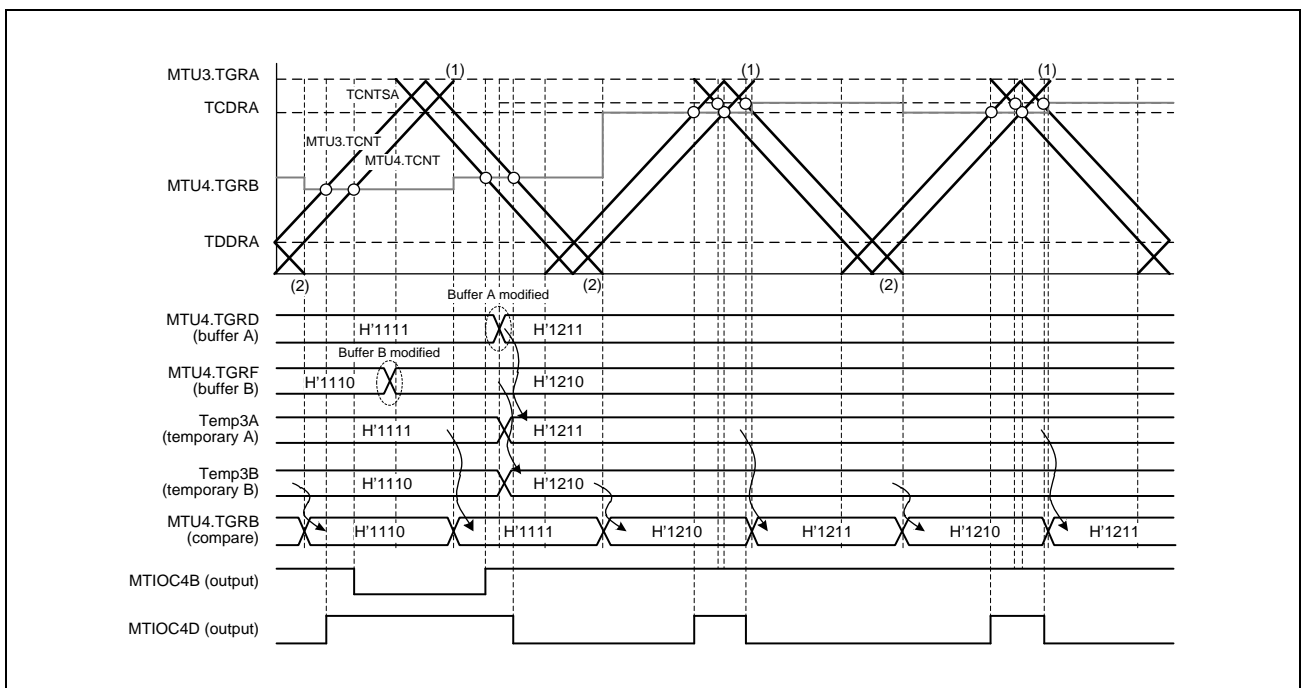 MTU3.TGRA
TCDRA
MTU4.TGRB
TDDRA
(1)
(1)
(1)
TCNTSA
MTU3.TCNT
MTU4.TCNT
(2)
(2)
(2)
Buffer A modified
MTU4.TGRD
(buffer A)
H'1111
H'1211
Buffer B modified
MTU4.TGRF
(buffer B)
H'1110
H'1210
Temp3A
(temporary A)
H'1111
H'1211
Temp3B
(temporary B)
H'1110
H'1210
MTU4.TGRB
(compare)
H'1110
H'1111
H'1210
H'1211
H'1210
H'1211
MTIOC4B (output)
MTIOC4D (output)